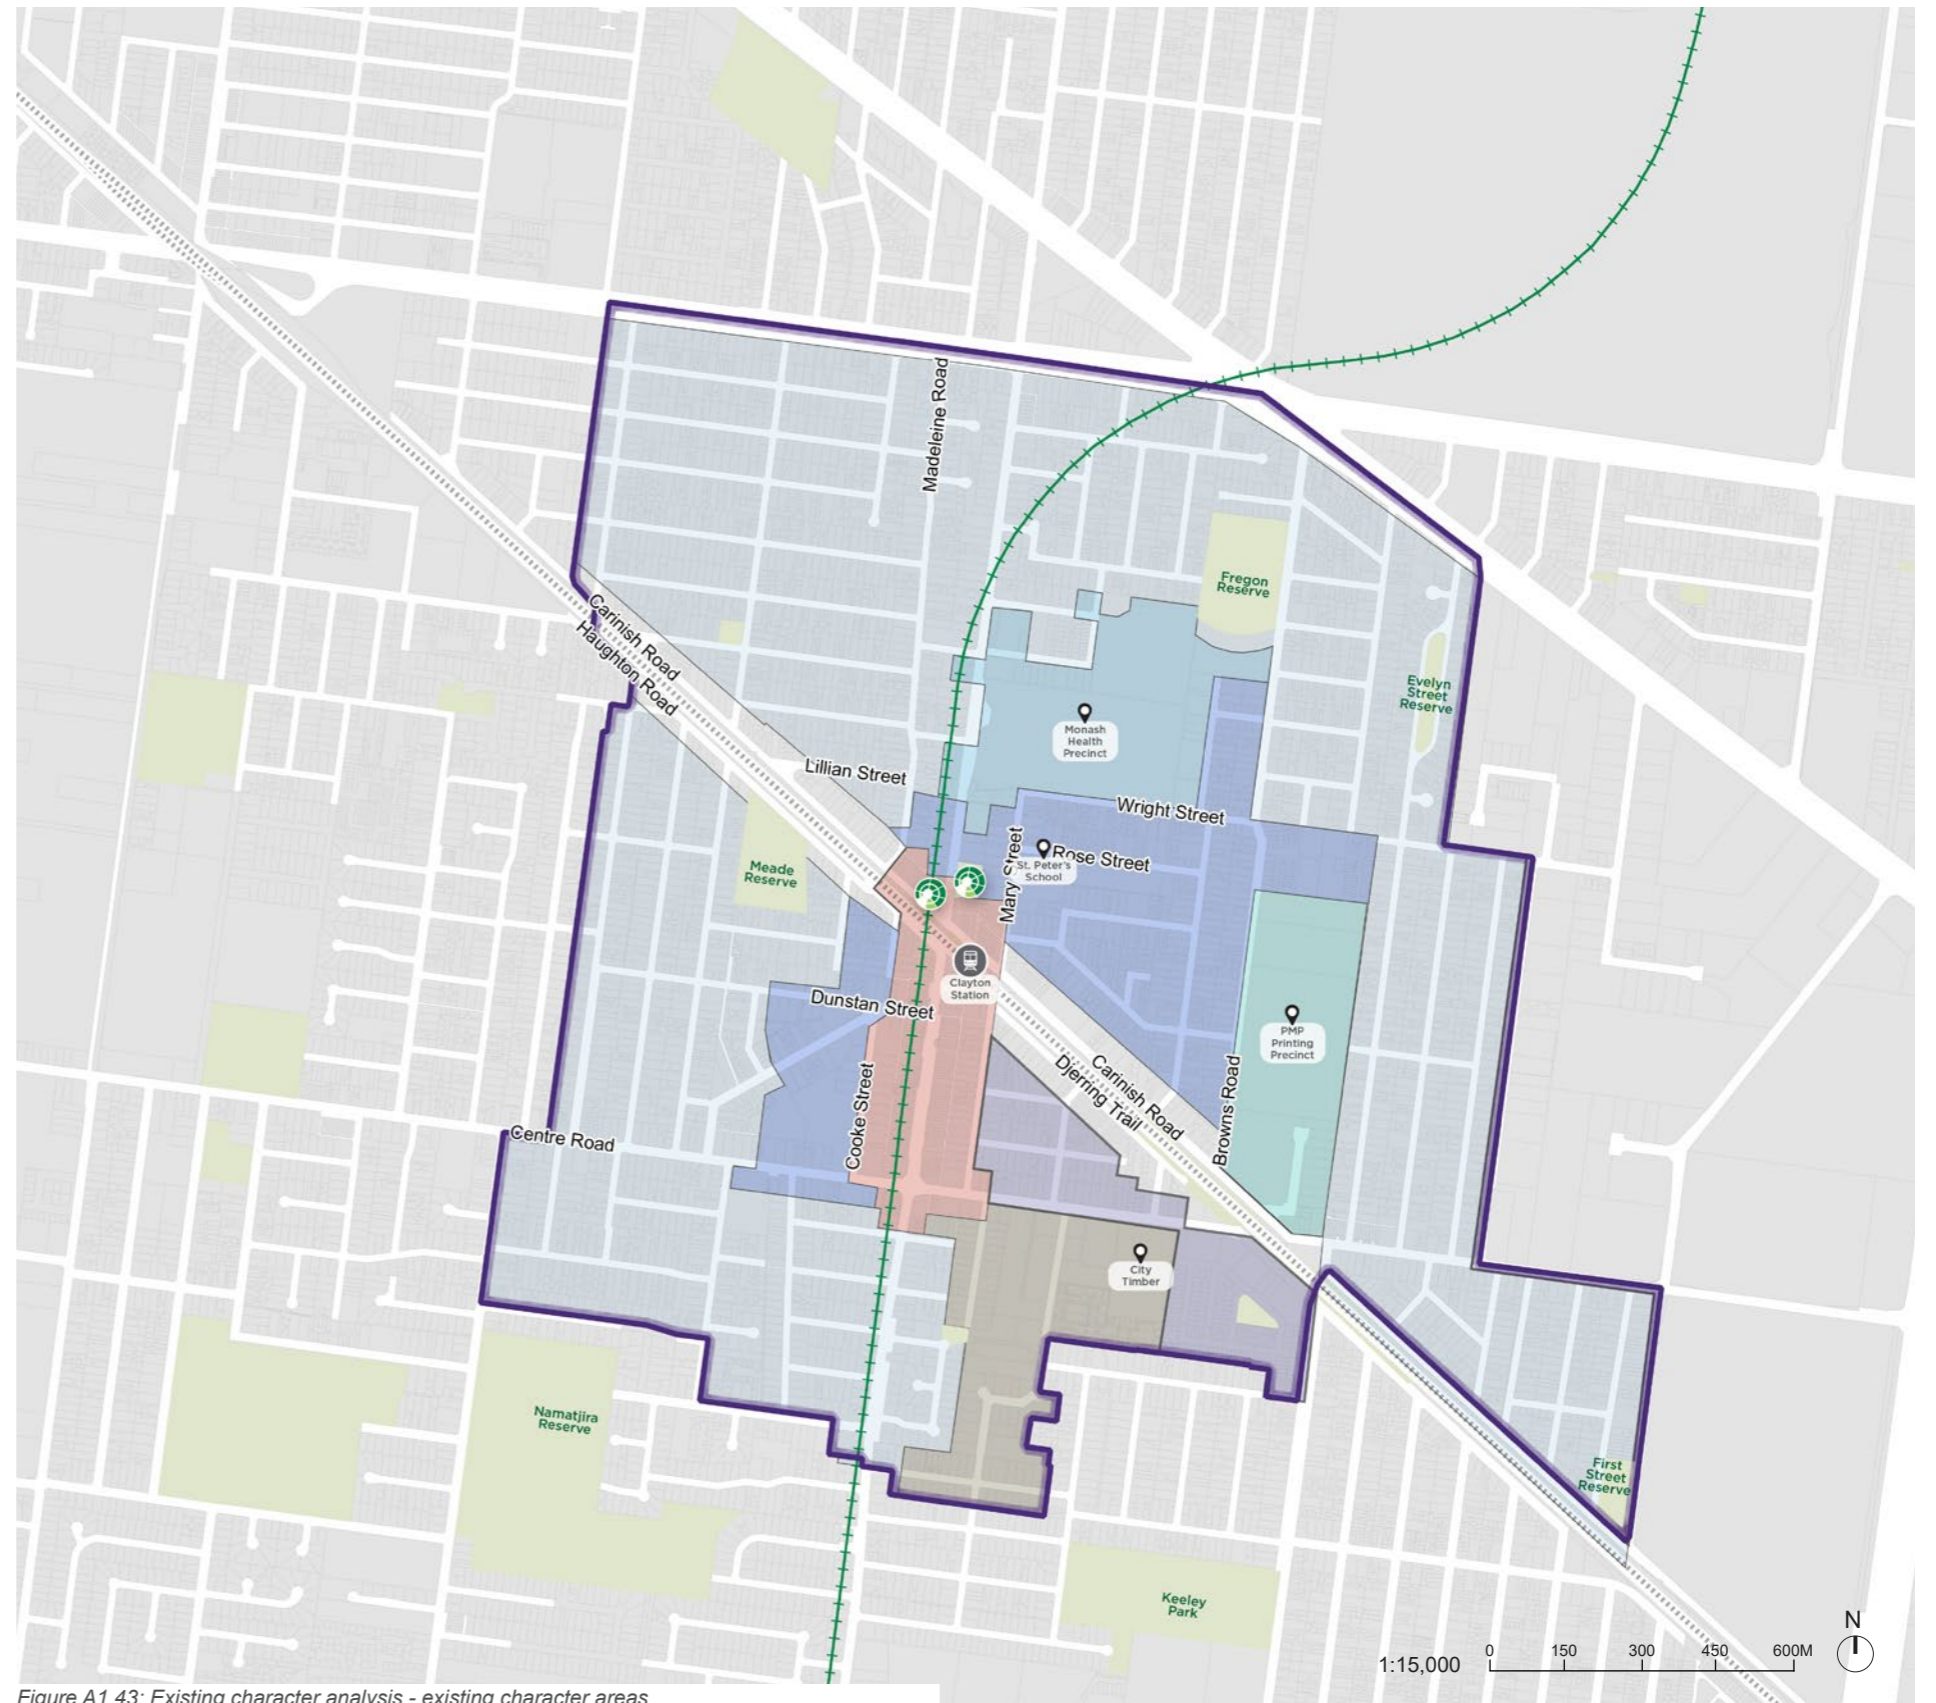 Madeleine Road
Fregon
Reserve
Carinish Road
Haughton Road
Evelyn
Street
Reserve
Monash
Health
Precinct
Lillian Street
Wright Street
Mary Street
Rose Street
St. Peter's
School
Meade
Reserve
Clayton
Station
Dunstan Street
PMP
Printing
Precinct
Carinish Road
Djerring Trail
Browns Road
Cooke Street
Centre Road
City
Timber
Namatjira
Reserve
First
Street
Reserve
Keeley
Park
N
1:15,000
0 150 300 450 600M
Figure A1.43: Existing character analysis - existing character areas